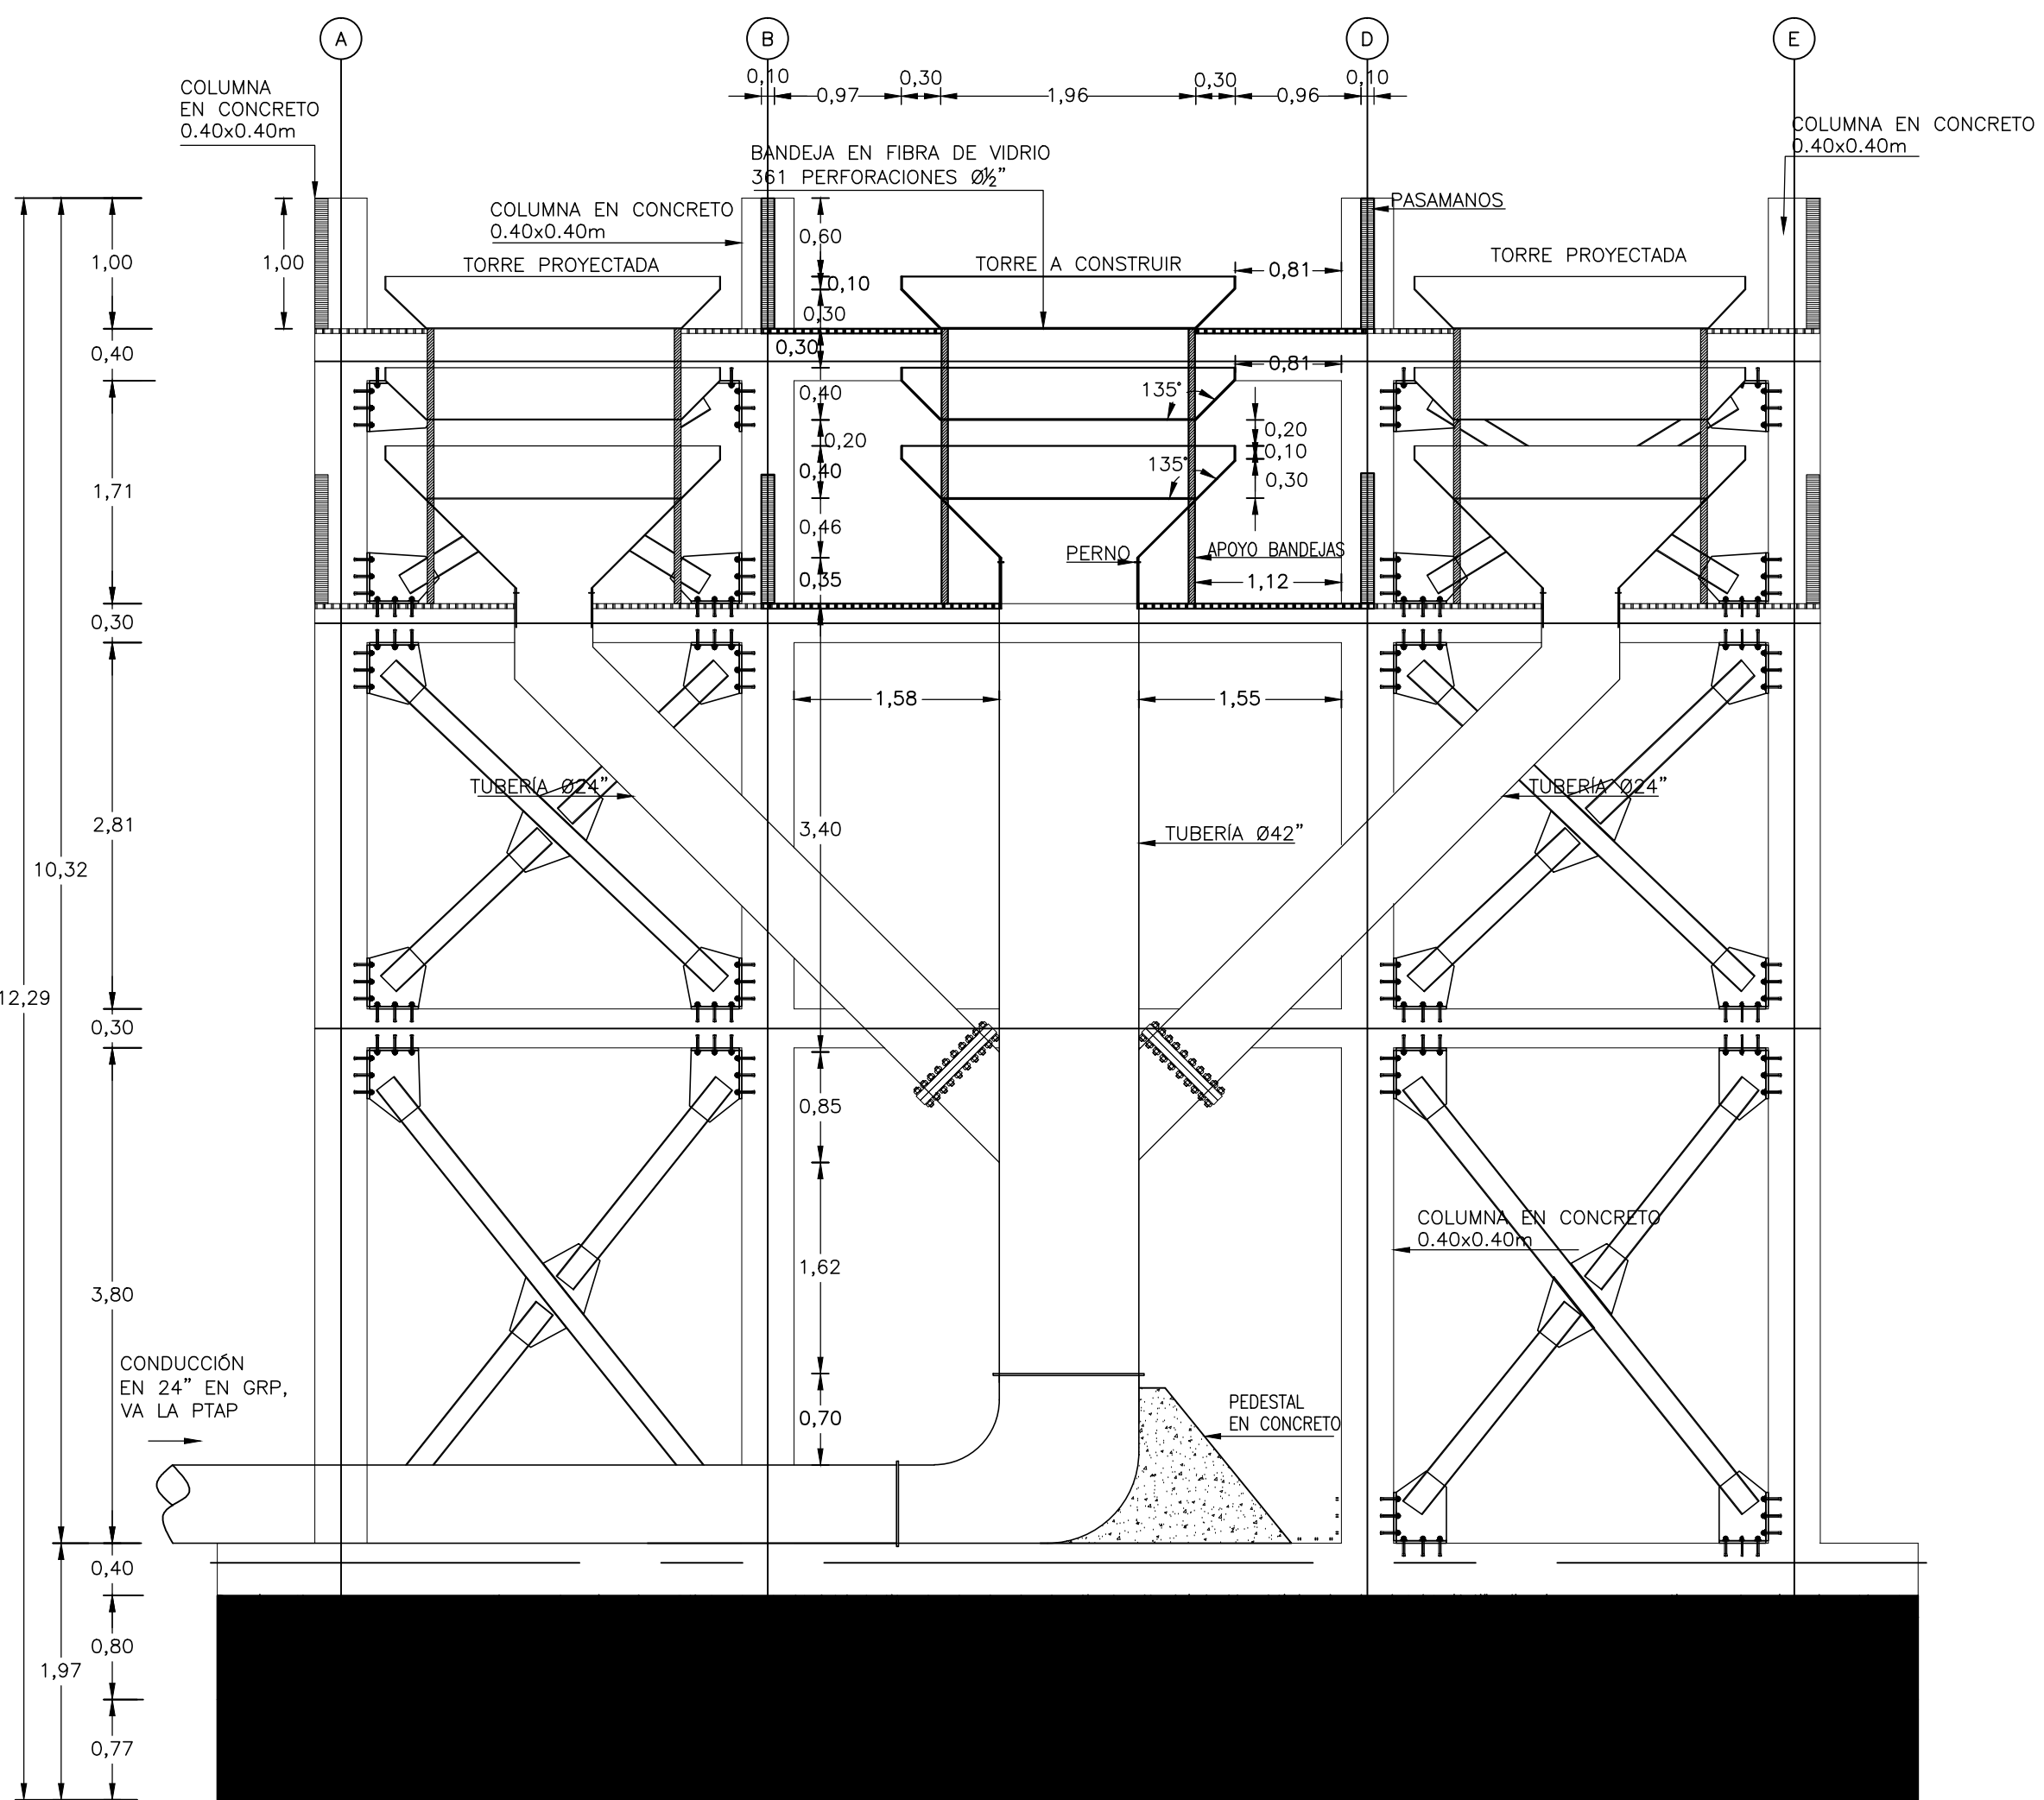 A
B
D
E
0,10
0,30
0,30
0,10
0,97
1,96
0,96
COLUMNA
EN CONCRETO
0.40x0.40m
COLUMNA EN CONCRETO
0.40x0.40m
BANDEJA EN FIBRA DE VIDRIO
361 PERFORACIONES Ø½"
COLUMNA EN CONCRETO
0.40x0.40m
PASAMANOS
TORRE PROYECTADA
TORRE A CONSTRUIR
TORRE PROYECTADA
1,00
1,00
0,60
0,10
0,30
0,81
0,40
0,30
0,81
0,40
135°
0,20
0,20
0,10
0,40
135°
0,30
1,71
0,46
PERNO
APOYO BANDEJAS
0,35
1,12
0,30
1,58
1,55
TUBERÍA Ø24"
TUBERÍA Ø24"
2,81
3,40
TUBERÍA Ø42"
10,32
12,29
0,30
0,85
COLUMNA EN CONCRETO
0.40x0.40m
1,62
3,80
CONDUCCIÓN
EN 24" EN GRP,
VA LA PTAP
0,70
PEDESTAL
EN CONCRETO
0,40
0,80
1,97
0,77